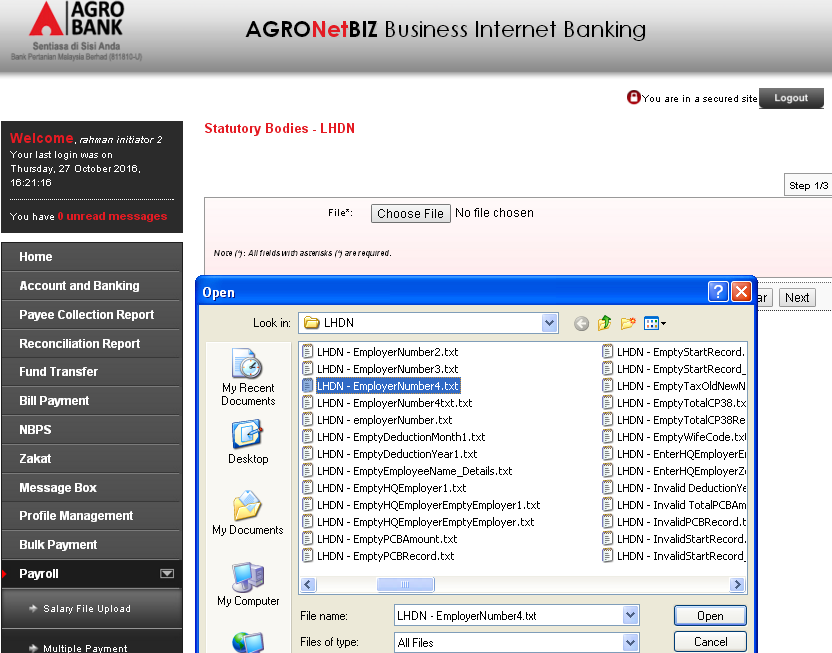 AGRO
BANK
Sentiasa di Sisi Anda
Bank Pertanian Malaysia Berhad (811810-U)
AGRONetBIZ Business Internet Banking
You are in a secured site
Logout
Welcome, rahman initiator 2
Your last login was on
Thursday, 27 October 2016,
16:21:16
You have 0 unread messages
Statutory Bodies - LHDN
Step 1/3
File*:
Choose File No file chosen
Note (*): All fields with asterisks (*) are required.
ar
Next
Home
Account and Banking
Payee Collection Report
Reconciliation Report
Fund Transfer
Bill Payment
NBPS
Zakat
Message Box
Profile Management
Bulk Payment
Payroll
Salary File Upload
Multiple Payment
Open
?
Look in:
LHDN
My Recent
Documents
Desktop
My Documents
My Computer
LHDN - EmployerNumber2.txt
LHDN - EmployerNumber3.txt
LHDN - EmployerNumber4.txt
LHDN - EmployerNumber4txt.txt
LHDN - employerNumber.txt
LHDN - EmptyDeductionMonth1.txt
LHDN - EmptyDeductionYear1.txt
LHDN - EmptyEmployeeName_Details.txt
LHDN - EmptyHQEmployer1.txt
LHDN - EmptyHQEmployerEmptyEmployer1.txt
LHDN - EmptyHQEmployerEmptyEmployer.txt
LHDN - EmptyPCBAmount.txt
LHDN - EmptyPCBRecord.txt
LHDN - EmptyStartRecord.
LHDN - EmptyStartRecord_
LHDN - EmptyTaxOldNewN
LHDN - EmptyTotalCP38.tx
LHDN - EmptyTotalCP38Re
LHDN - EmptyWifeCode.txt
LHDN - EnterHQEmployerEn
LHDN - EnterHQEmployerZe
LHDN - Invalid DeductionYe
LHDN - Invalid TotalPCBAm
LHDN - InvalidPCBRecord.t
LHDN - InvalidStartRecord.
LHDN - InvalidStartRecord_
File name:
LHDN - EmployerNumber4.txt
Open
Files of type:
All Files
Cancel